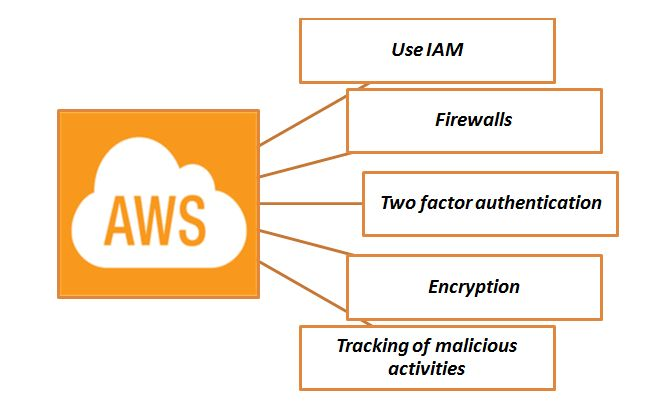 Use IAM
Firewalls
AWS
Two factor authentication
Encryption
Tracking of malicious
activities